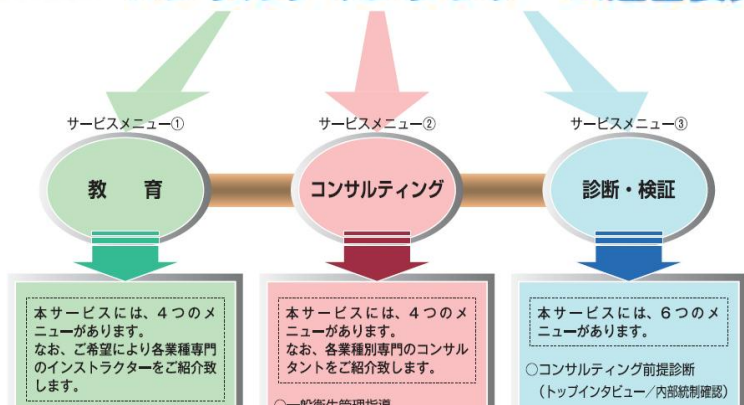 サービスメニュー①
サービスメニュー②
サービスメニュー③
教　育
コンサルティング
診断・検証
本サービスには、４つのメ
ニューがあります。
なお、ご希望により各業種専門
のインストラクターをご紹介致
します。
本サービスには、４つのメ
ニューがあります。
なお、各業種別専門のコンサル
タントをご紹介致します。
○一般衛生管理指導
本サービスには、６つのメ
ニューがあります。
○コンサルティング前提診断
（トップインタビュー／内部統制確認）